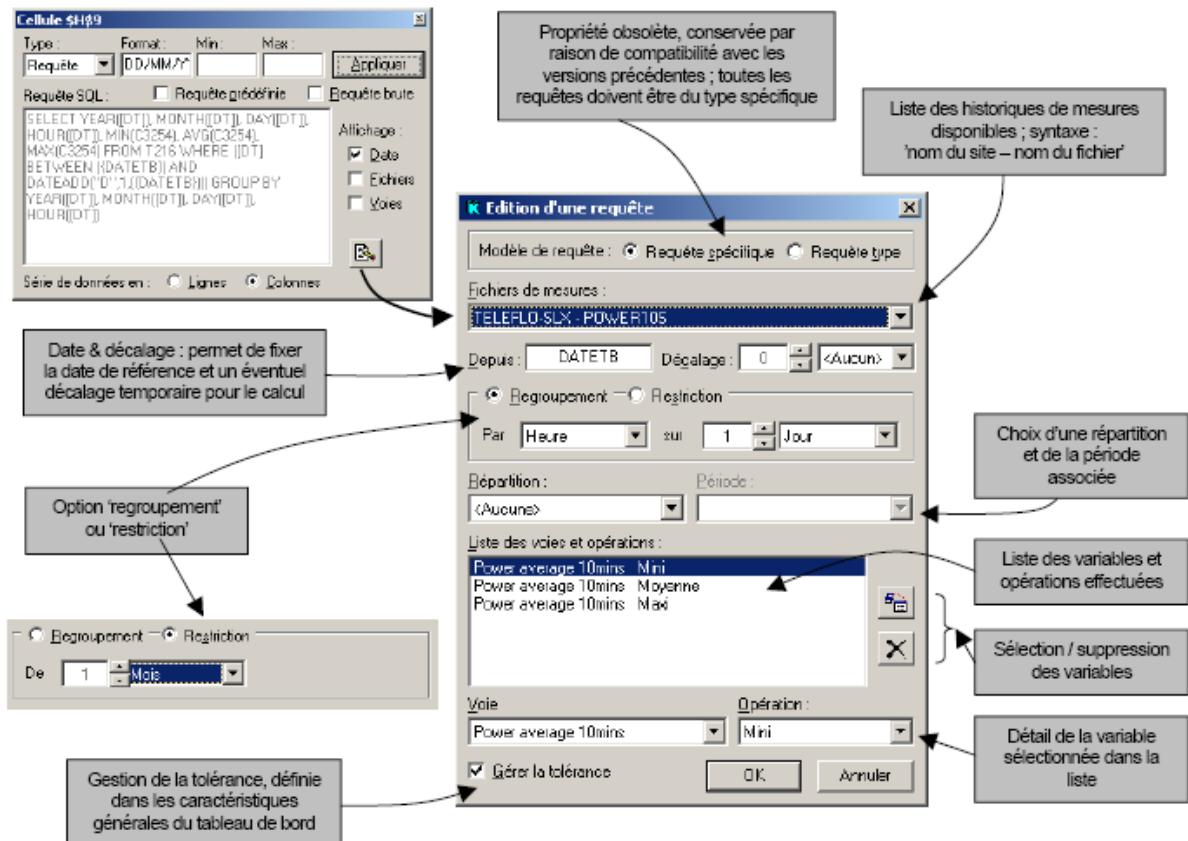 Cellule $H$9
Type : Format: Min : Max :
Requête DD/MM/Y Appliquer
Requête SQL : Requête prédéfinie Requête brute
SELECT YEAR([DT]), MONTH([DT]), DAY([DT]),
HOUR([DT]), MIN(C3254), AVG(C3254),
MAX(C3254) FROM T216 WHERE [DT]
BETWEEN {{DATETB}} AND
DATEADD("D",1,{{DATETB}}) GROUP BY
YEAR([DT]), MONTH([DT]), DAY([DT]),
HOUR([DT])
Affichage :
Date
Fichiers
Voies
Série de données en : Lignes Colonnes
Propriété obsolète, conservée par
raison de compatibilité avec les
versions précédentes ; toutes les
requêtes doivent être du type spécifique
Liste des historiques de mesures
disponibles ; syntaxe :
'nom du site – nom du fichier'
Edition d'une requête
Modèle de requête : Requête spécifique Requête type
Fichiers de mesures :
TELEFLO-SLX - POWER10S
Depuis : DATETB Décalage : 0 <Aucun>
Regroupement Restriction
Par Heure sur 1 Jour
Répartition : Période :
<Aucune>
Liste des voies et opérations :
Power average 10mins Mini
Power average 10mins Moyenne
Power average 10mins Maxi
Voie Opération :
Power average 10mins Mini
Gérer la tolérance OK Annuler
Date & décalage : permet de fixer
la date de référence et un éventuel
décalage temporaire pour le calcul
Option 'regroupement'
ou 'restriction'
Regroupement Restriction
De 1 Mois
Gestion de la tolérance, définie
dans les caractéristiques
générales du tableau de bord
Choix d'une répartition
et de la période
associée
Liste des variables et
opérations effectuées
Sélection / suppression
des variables
Détail de la variable
sélectionnée dans la
liste